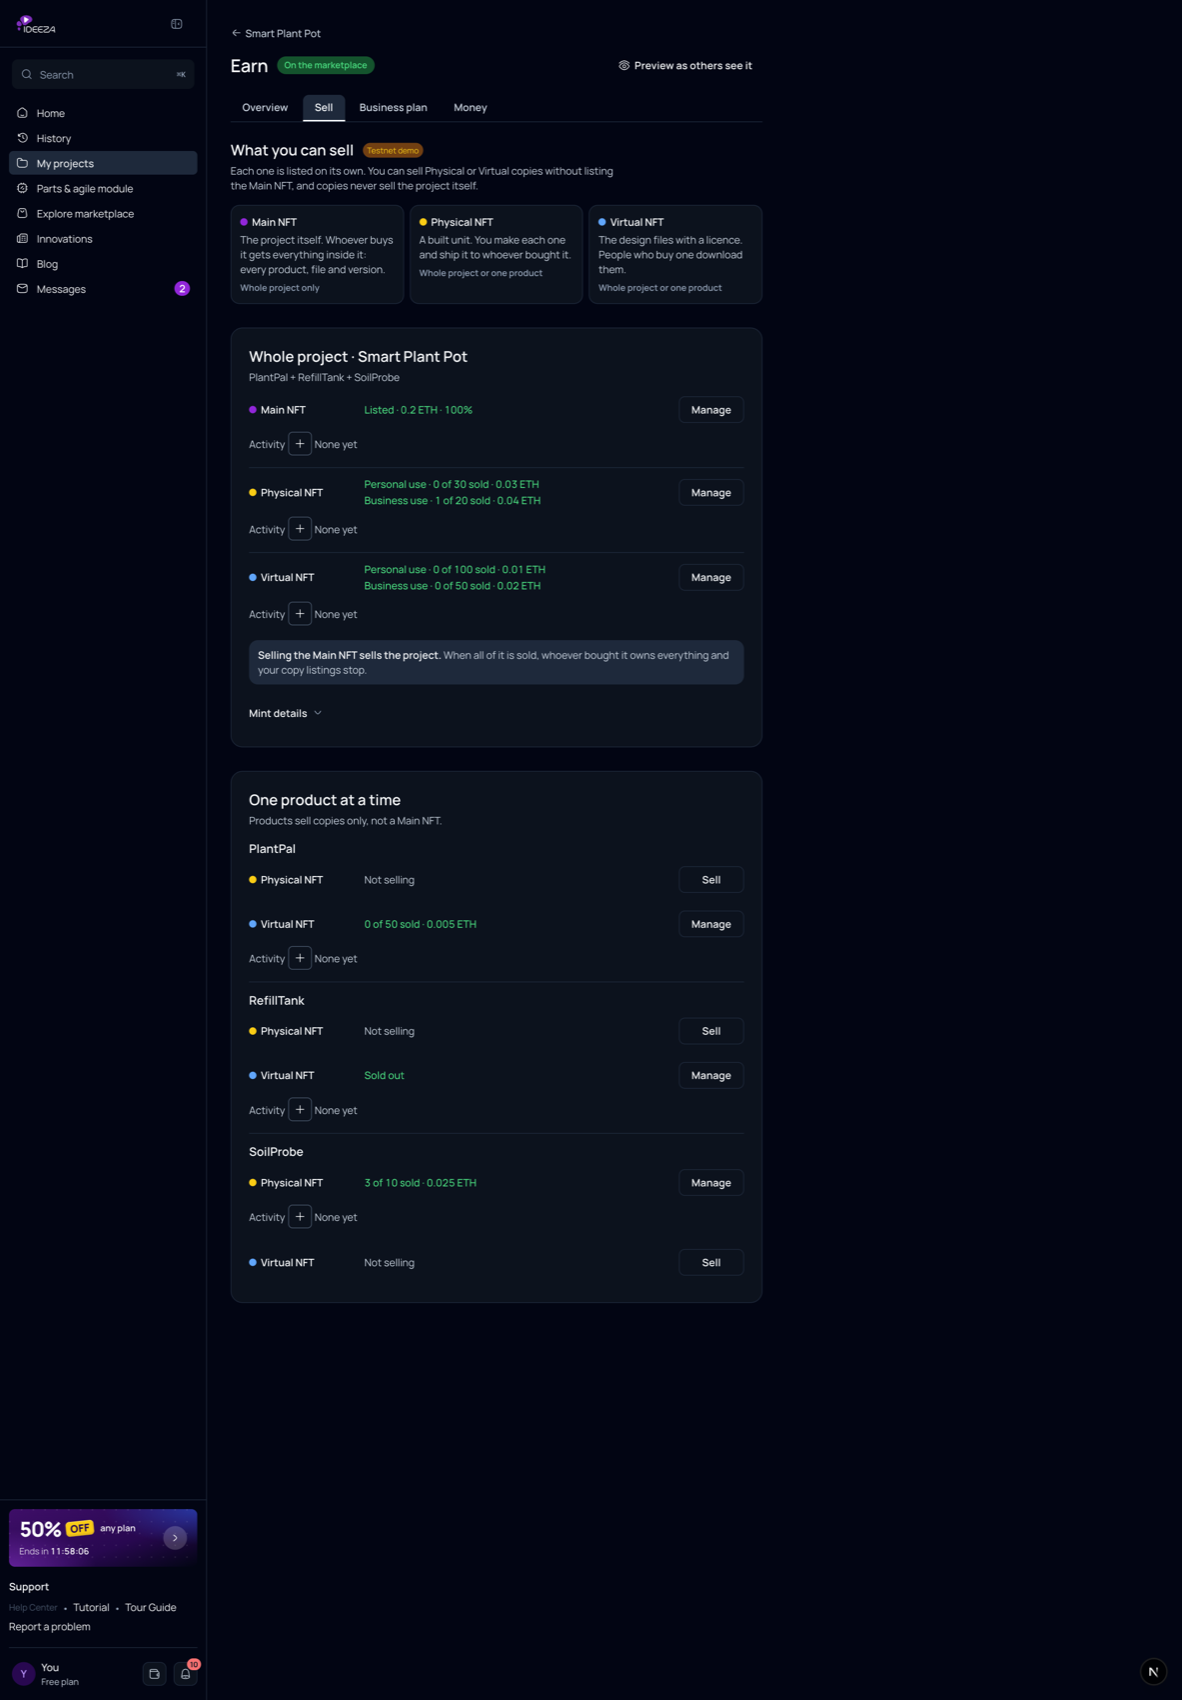 IDEEZA
Search
⌘K
Home
History
My projects
Parts & agile module
Explore marketplace
Innovations
Blog
Messages
2
← Smart Plant Pot
Earn
On the marketplace
Preview as others see it
Overview
Sell
Business plan
Money
What you can sell
Testnet demo
Each one is listed on its own. You can sell Physical or Virtual copies without listing
the Main NFT, and copies never sell the project itself.
Main NFT
The project itself. Whoever buys
it gets everything inside it:
every product, file and version.
Whole project only
Physical NFT
A built unit. You make each one
and ship it to whoever bought it.
Whole project or one product
Virtual NFT
The design files with a licence.
People who buy one download
them.
Whole project or one product
Whole project · Smart Plant Pot
PlantPal + RefillTank + SoilProbe
Main NFT
Listed · 0.2 ETH · 100%
Manage
Activity + None yet
Physical NFT
Personal use · 0 of 30 sold · 0.03 ETH
Business use · 1 of 20 sold · 0.04 ETH
Manage
Activity + None yet
Virtual NFT
Personal use · 0 of 100 sold · 0.01 ETH
Business use · 0 of 50 sold · 0.02 ETH
Manage
Activity + None yet
Selling the Main NFT sells the project. When all of it is sold, whoever bought it owns everything and
your copy listings stop.
Mint details
One product at a time
Products sell copies only, not a Main NFT.
PlantPal
Physical NFT
Not selling
Sell
Virtual NFT
0 of 50 sold · 0.005 ETH
Manage
Activity + None yet
RefillTank
Physical NFT
Not selling
Sell
Virtual NFT
Sold out
Manage
Activity + None yet
SoilProbe
Physical NFT
3 of 10 sold · 0.025 ETH
Manage
Activity + None yet
Virtual NFT
Not selling
Sell
50% OFF any plan
Ends in 11:58:06
Support
Help Center • Tutorial • Tour Guide
Report a problem
Y
You
Free plan
10
N